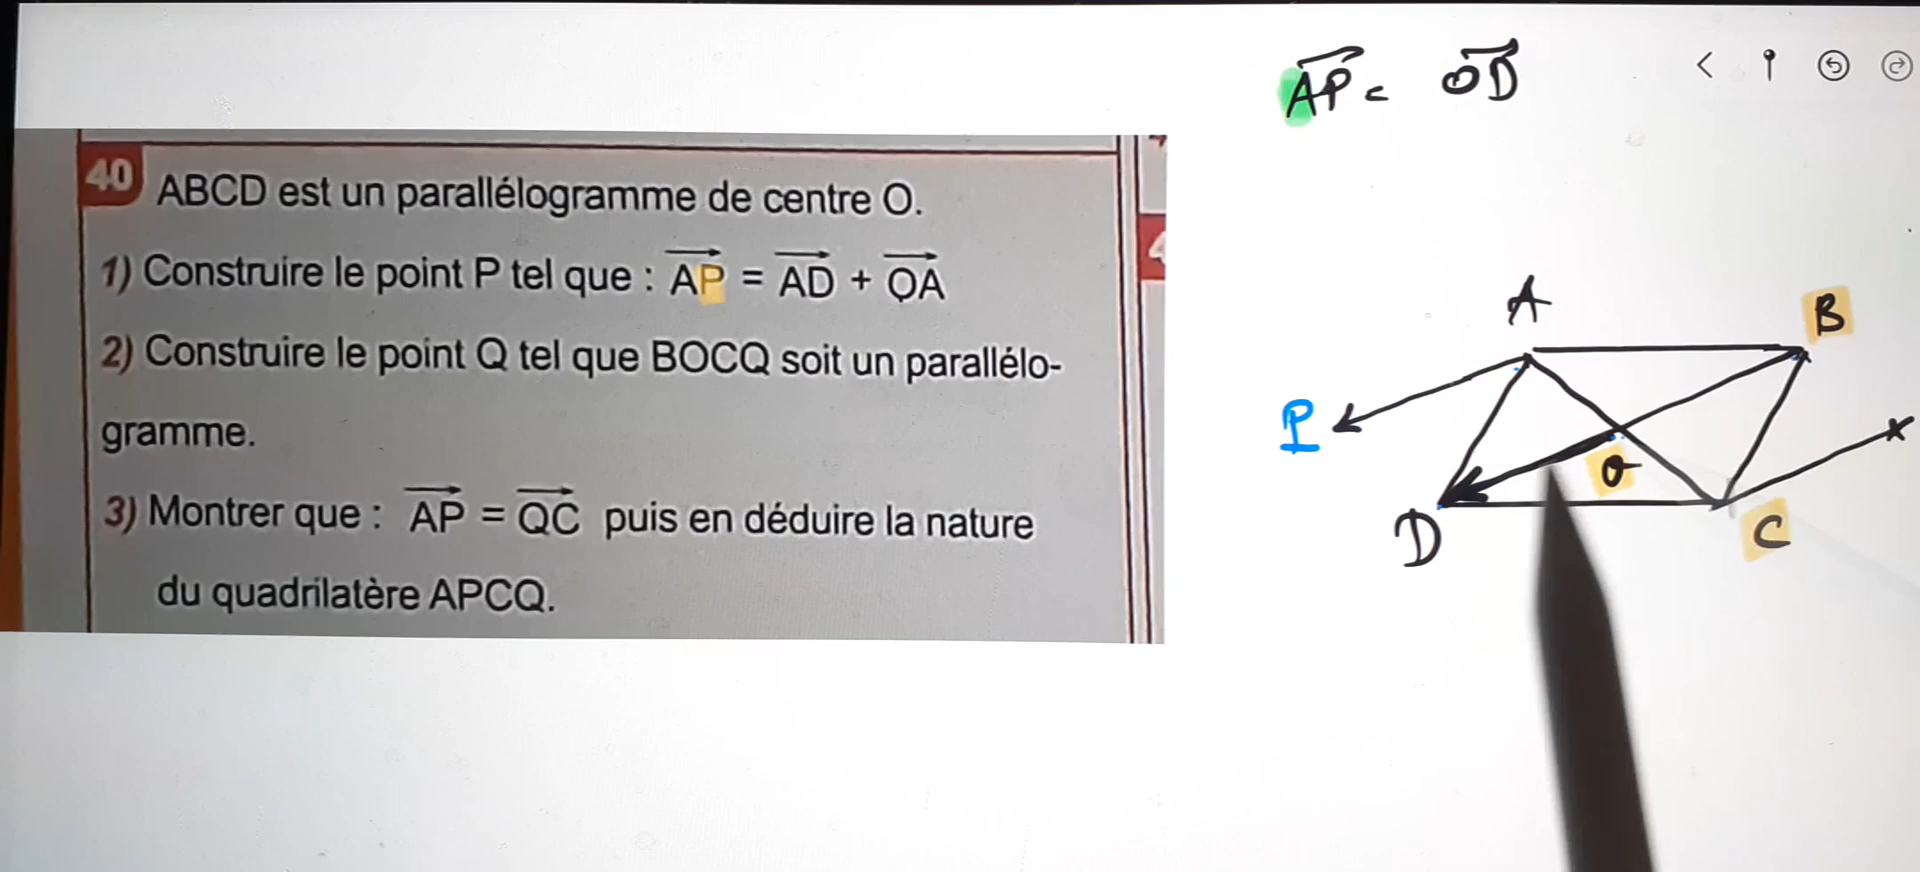 AP = OD
40 ABCD est un parallélogramme de centre O.
1) Construire le point P tel que : AP = AD + OA
2) Construire le point Q tel que BOCQ soit un parallélo-
gramme.
3) Montrer que : AP = QC puis en déduire la nature
du quadrilatère APCQ.
A
B
P
O
D
C